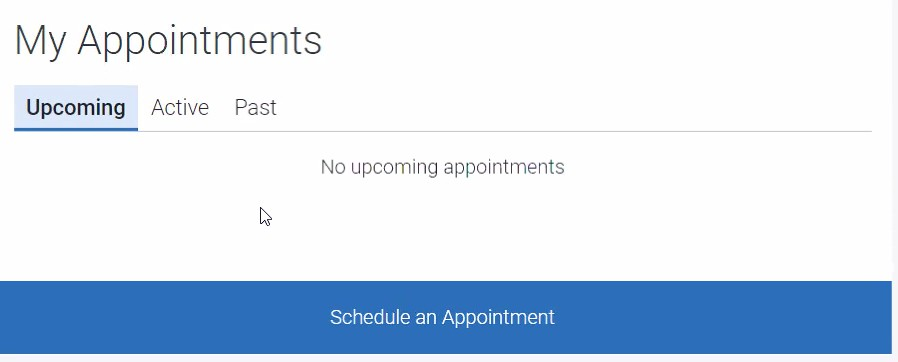 My Appointments
Upcoming Active Past
No upcoming appointments
Schedule an Appointment